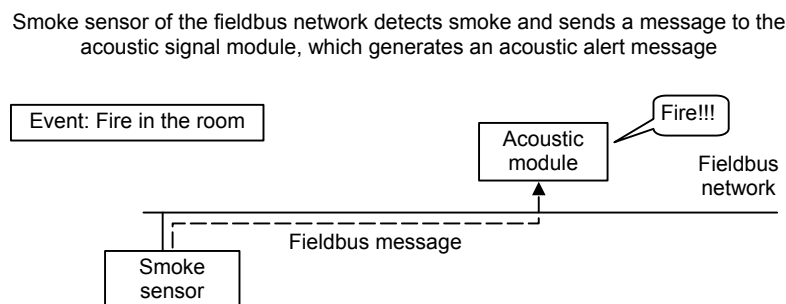 Smoke sensor of the fieldbus network detects smoke and sends a message to the
acoustic signal module, which generates an acoustic alert message
Event: Fire in the room
Fire!!!
Acoustic
module
Fieldbus
network
Fieldbus message
Smoke
sensor